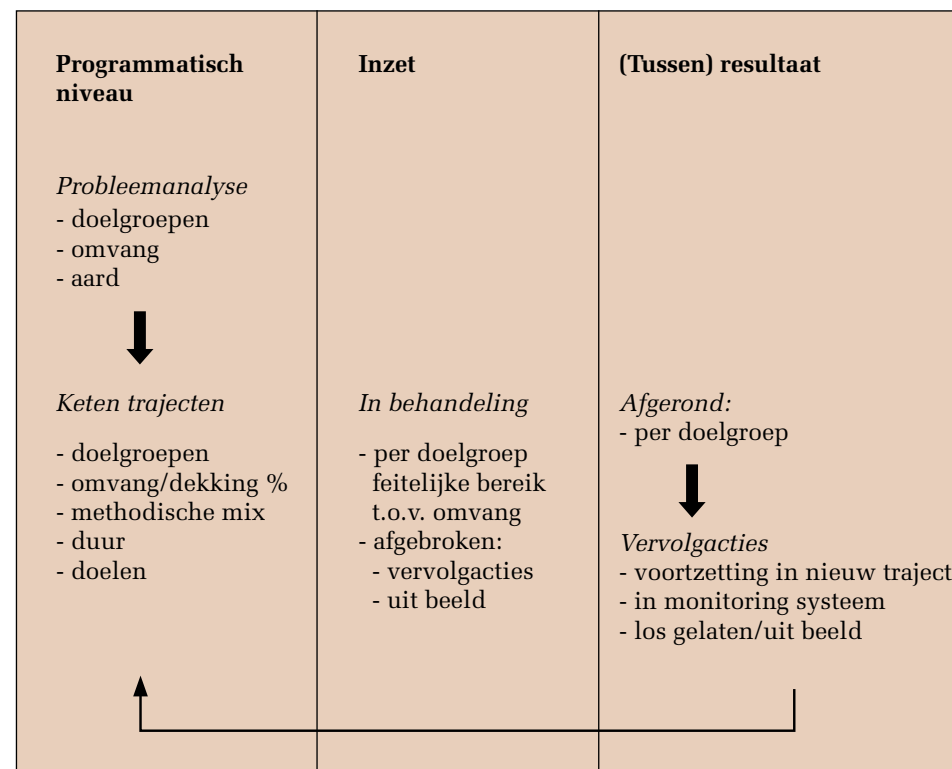 Programmatisch
niveau
Probleemanalyse
- doelgroepen
- omvang
- aard
Keten trajecten
- doelgroepen
- omvang/dekking %
- methodische mix
- duur
- doelen
Inzet
In behandeling
- per doelgroep
feitelijke bereik
t.o.v. omvang
- afgebroken:
- vervolgacties
- uit beeld
(Tussen) resultaat
Afgerond:
- per doelgroep
Vervolgacties
- voortzetting in nieuw traject
- in monitoring systeem
- los gelaten/uit beeld